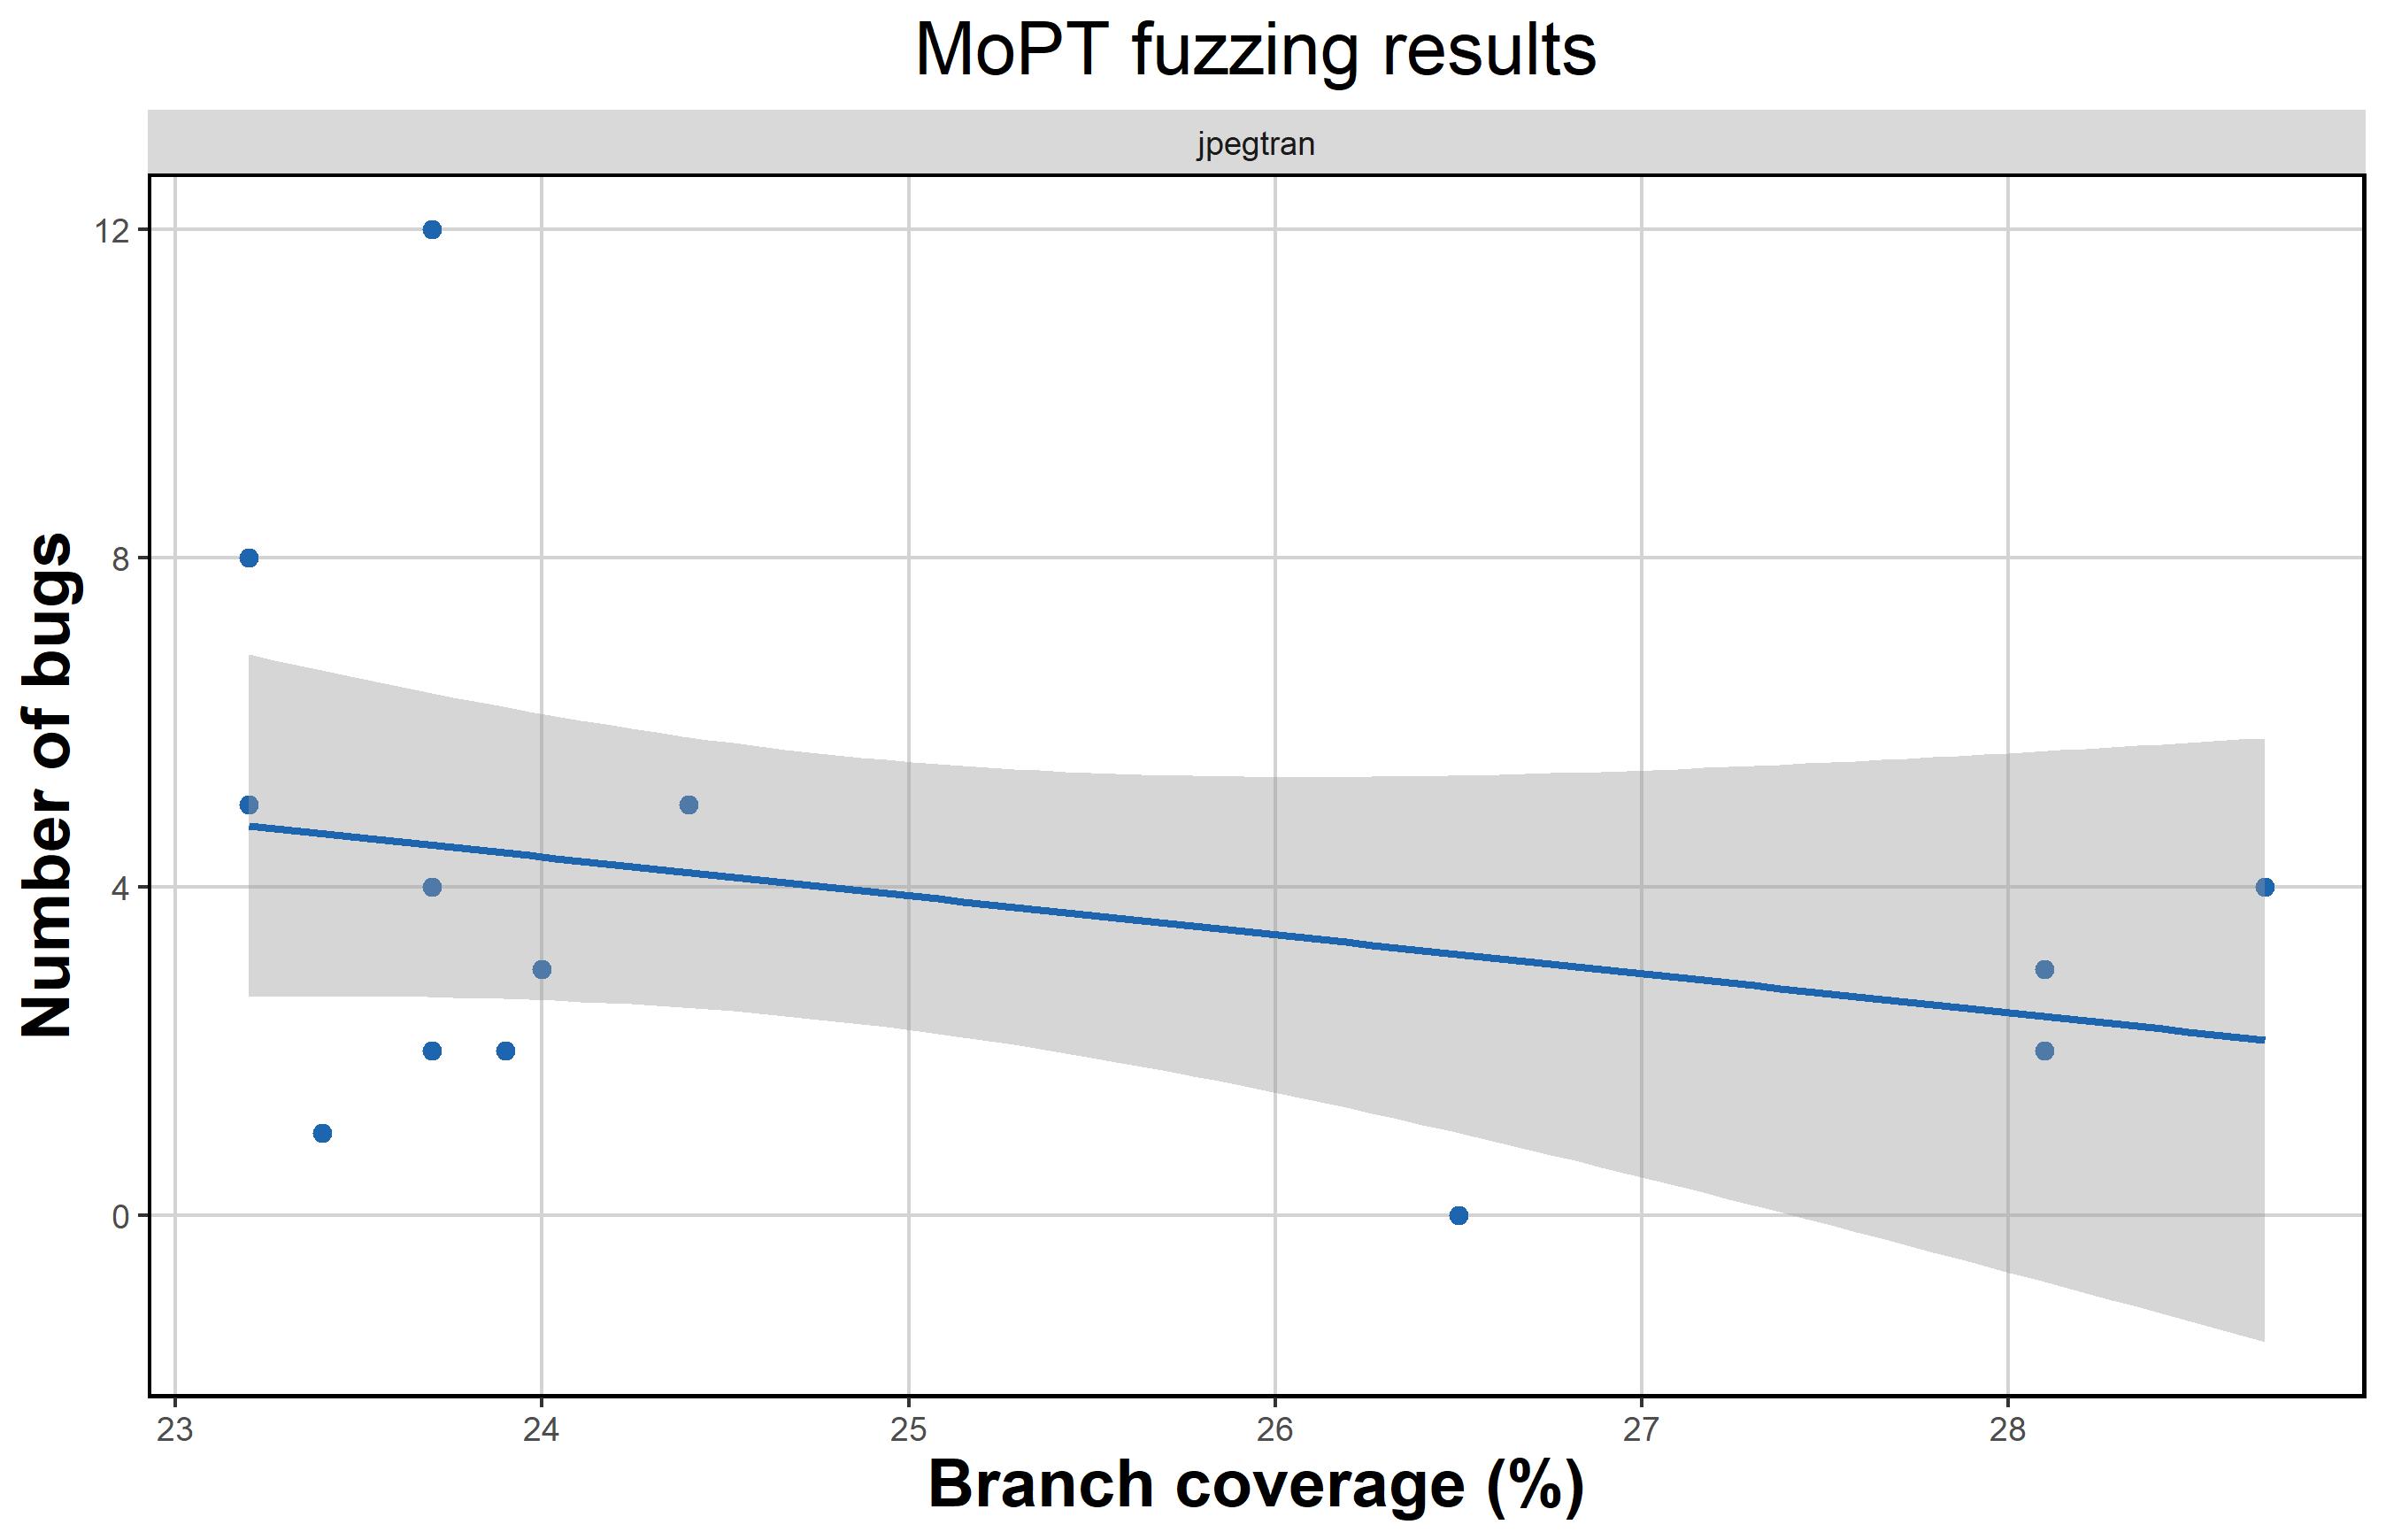 MoPT fuzzing results
jpegtran
12
8
4
0
Number of bugs
23 24 25 26 27 28
Branch coverage (%)